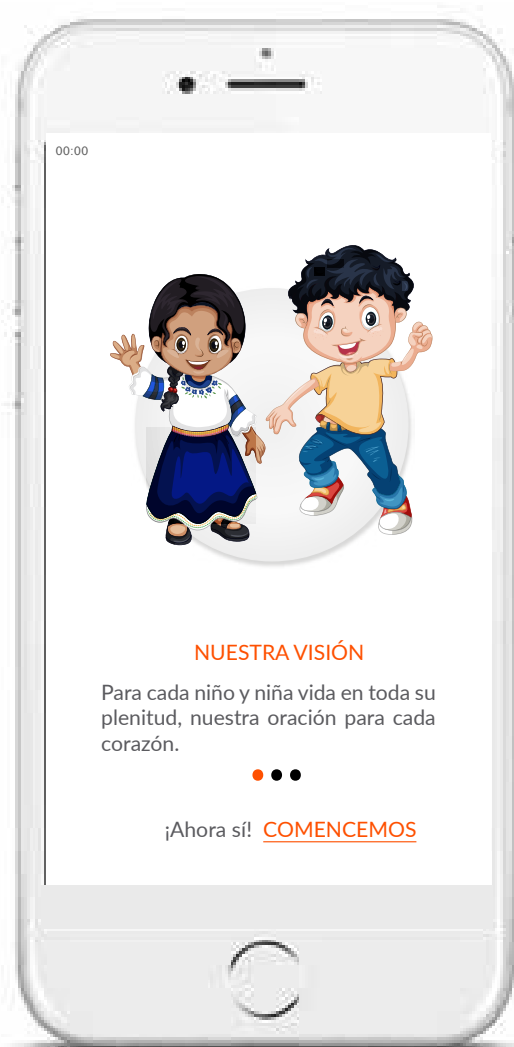 00:00
NUESTRA VISIÓN
Para cada niño y niña vida en toda su
plenitud, nuestra oración para cada
corazón.
¡Ahora sí! COMENCEMOS